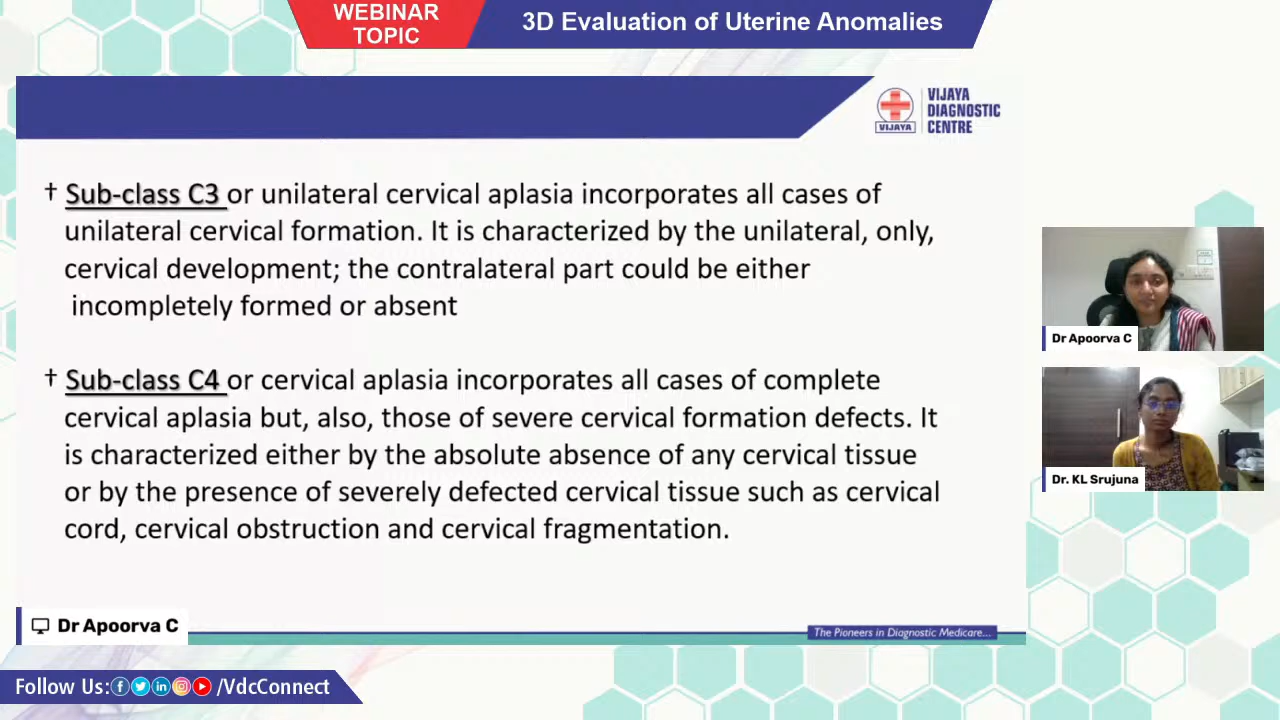 WEBINAR
TOPIC
3D Evaluation of Uterine Anomalies
VIJAYA
VIJAYA
DIAGNOSTIC
CENTRE
† Sub-class C3 or unilateral cervical aplasia incorporates all cases of
unilateral cervical formation. It is characterized by the unilateral, only,
cervical development; the contralateral part could be either
incompletely formed or absent
† Sub-class C4 or cervical aplasia incorporates all cases of complete
cervical aplasia but, also, those of severe cervical formation defects. It
is characterized either by the absolute absence of any cervical tissue
or by the presence of severely defected cervical tissue such as cervical
cord, cervical obstruction and cervical fragmentation.
Dr Apoorva C
Dr. KL Srujuna
Dr Apoorva C
The Pioneers in Diagnostic Medicare...
Follow Us: /VdcConnect